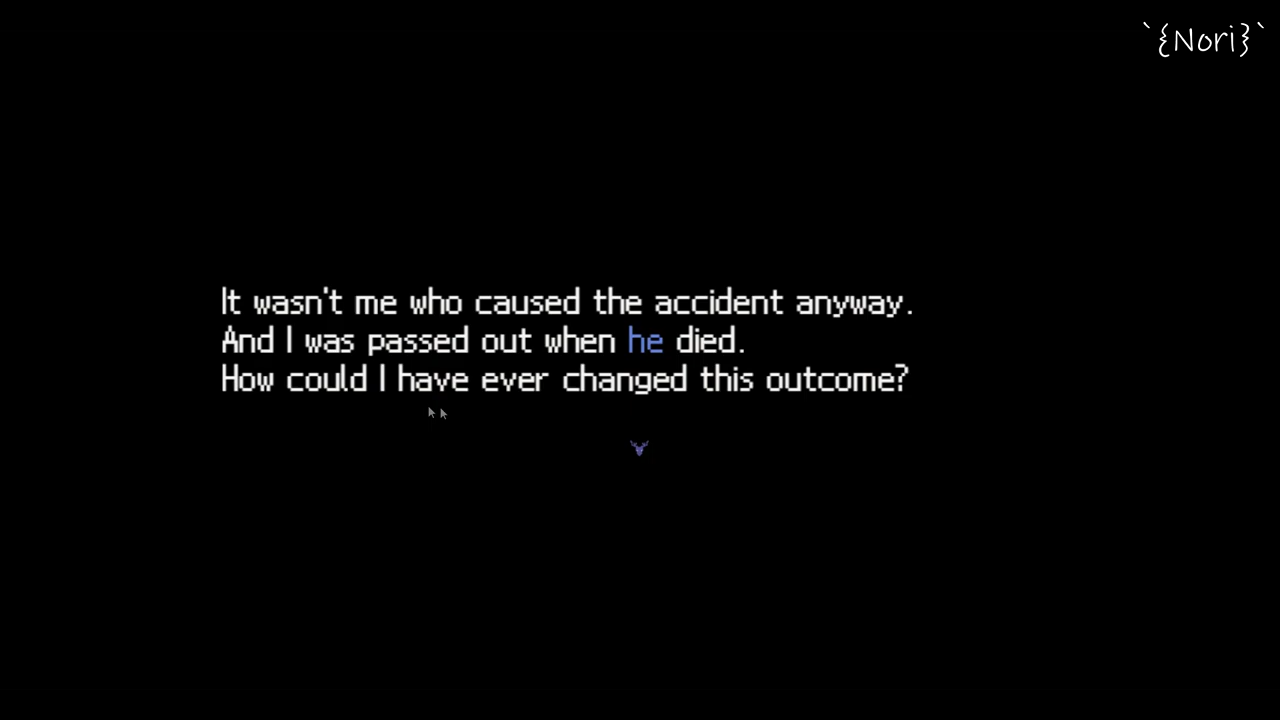 `{Nori}`
It wasn't me who caused the accident anyway.
And I was passed out when he died.
How could I have ever changed this outcome?